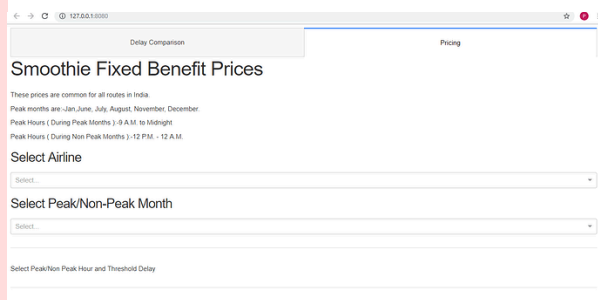 127.0.0.1:8080
P
Delay Comparison
Pricing
Smoothie Fixed Benefit Prices
These prices are common for all routes in India.
Peak months are:-Jan,June, July, August, November, December.
Peak Hours ( During Peak Months ):-9 A.M. to Midnight
Peak Hours ( During Non Peak Months ):-12 P.M. - 12 A.M.
Select Airline
Select...
Select Peak/Non-Peak Month
Select...
Select Peak/Non Peak Hour and Threshold Delay